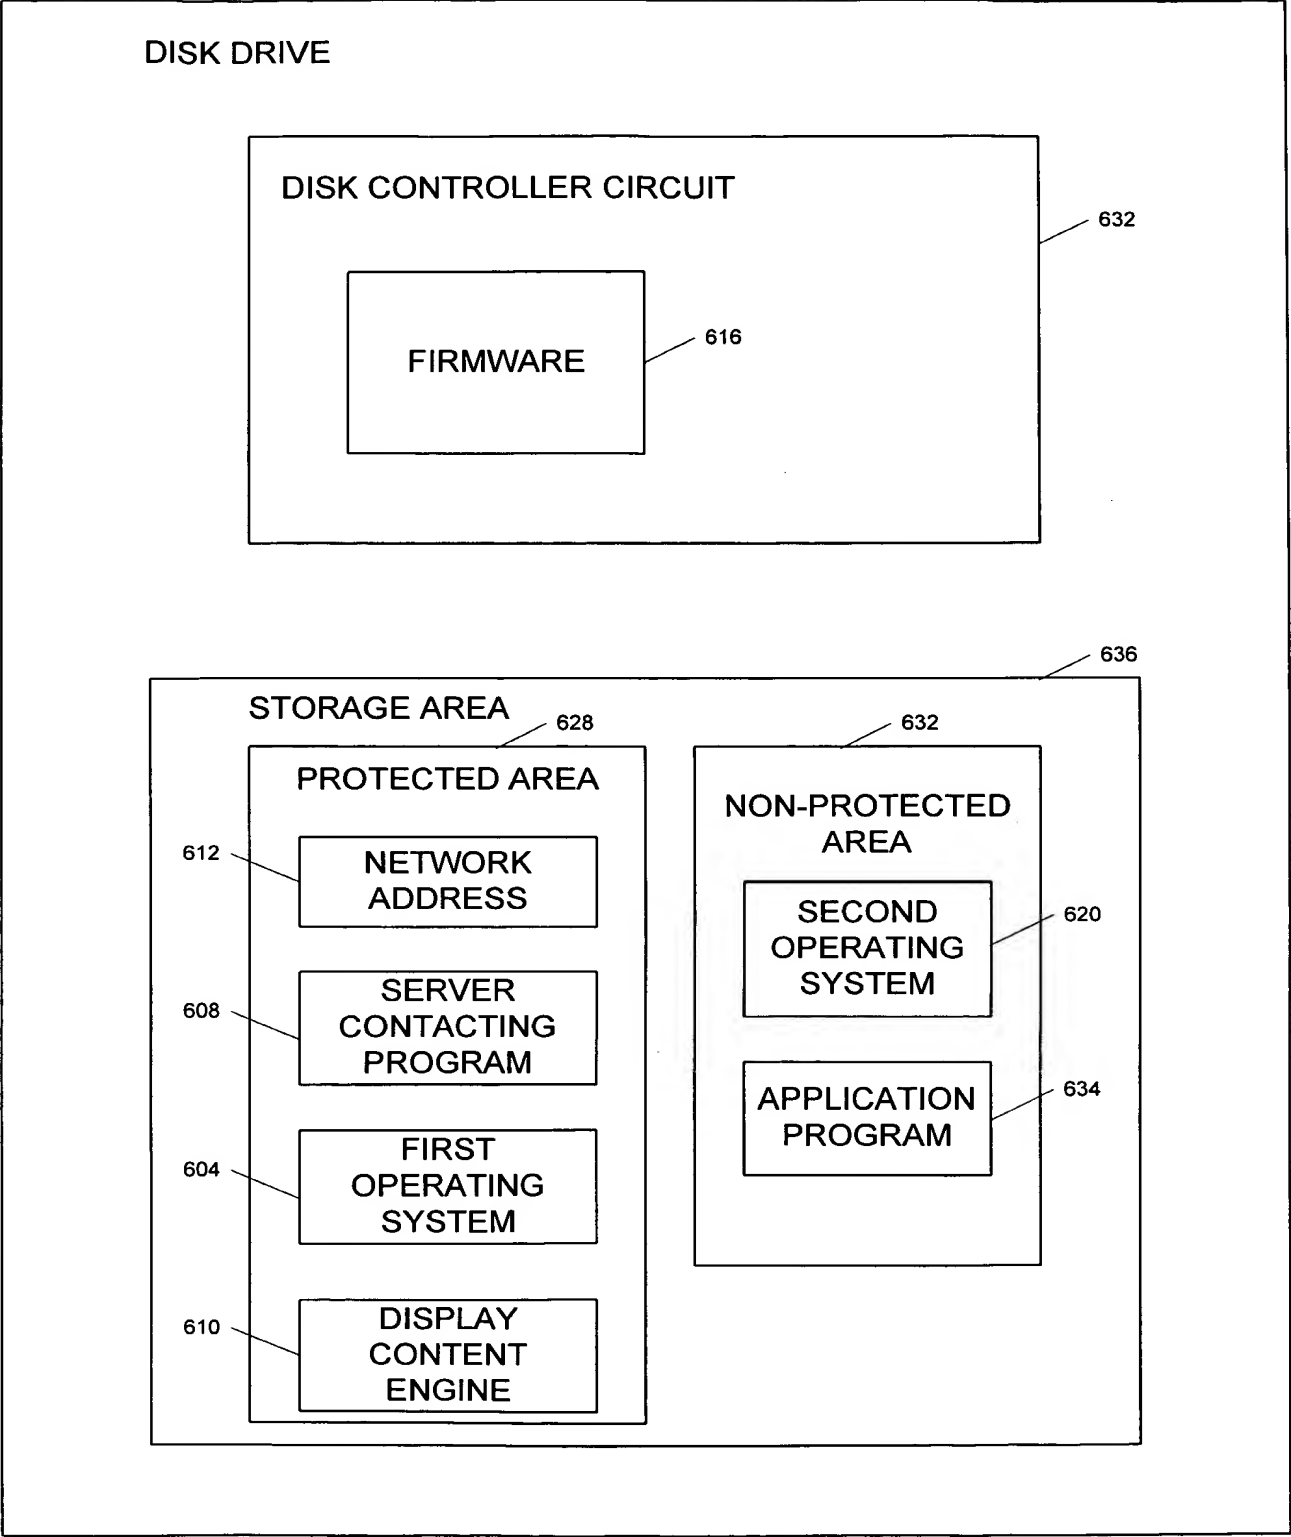 DISK DRIVE
DISK CONTROLLER CIRCUIT
632
FIRMWARE
616
636
STORAGE AREA
628
632
PROTECTED AREA
612
NETWORK
ADDRESS
608
SERVER
CONTACTING
PROGRAM
604
FIRST
OPERATING
SYSTEM
610
DISPLAY
CONTENT
ENGINE
NON-PROTECTED
AREA
SECOND
OPERATING
SYSTEM
620
APPLICATION
PROGRAM
634